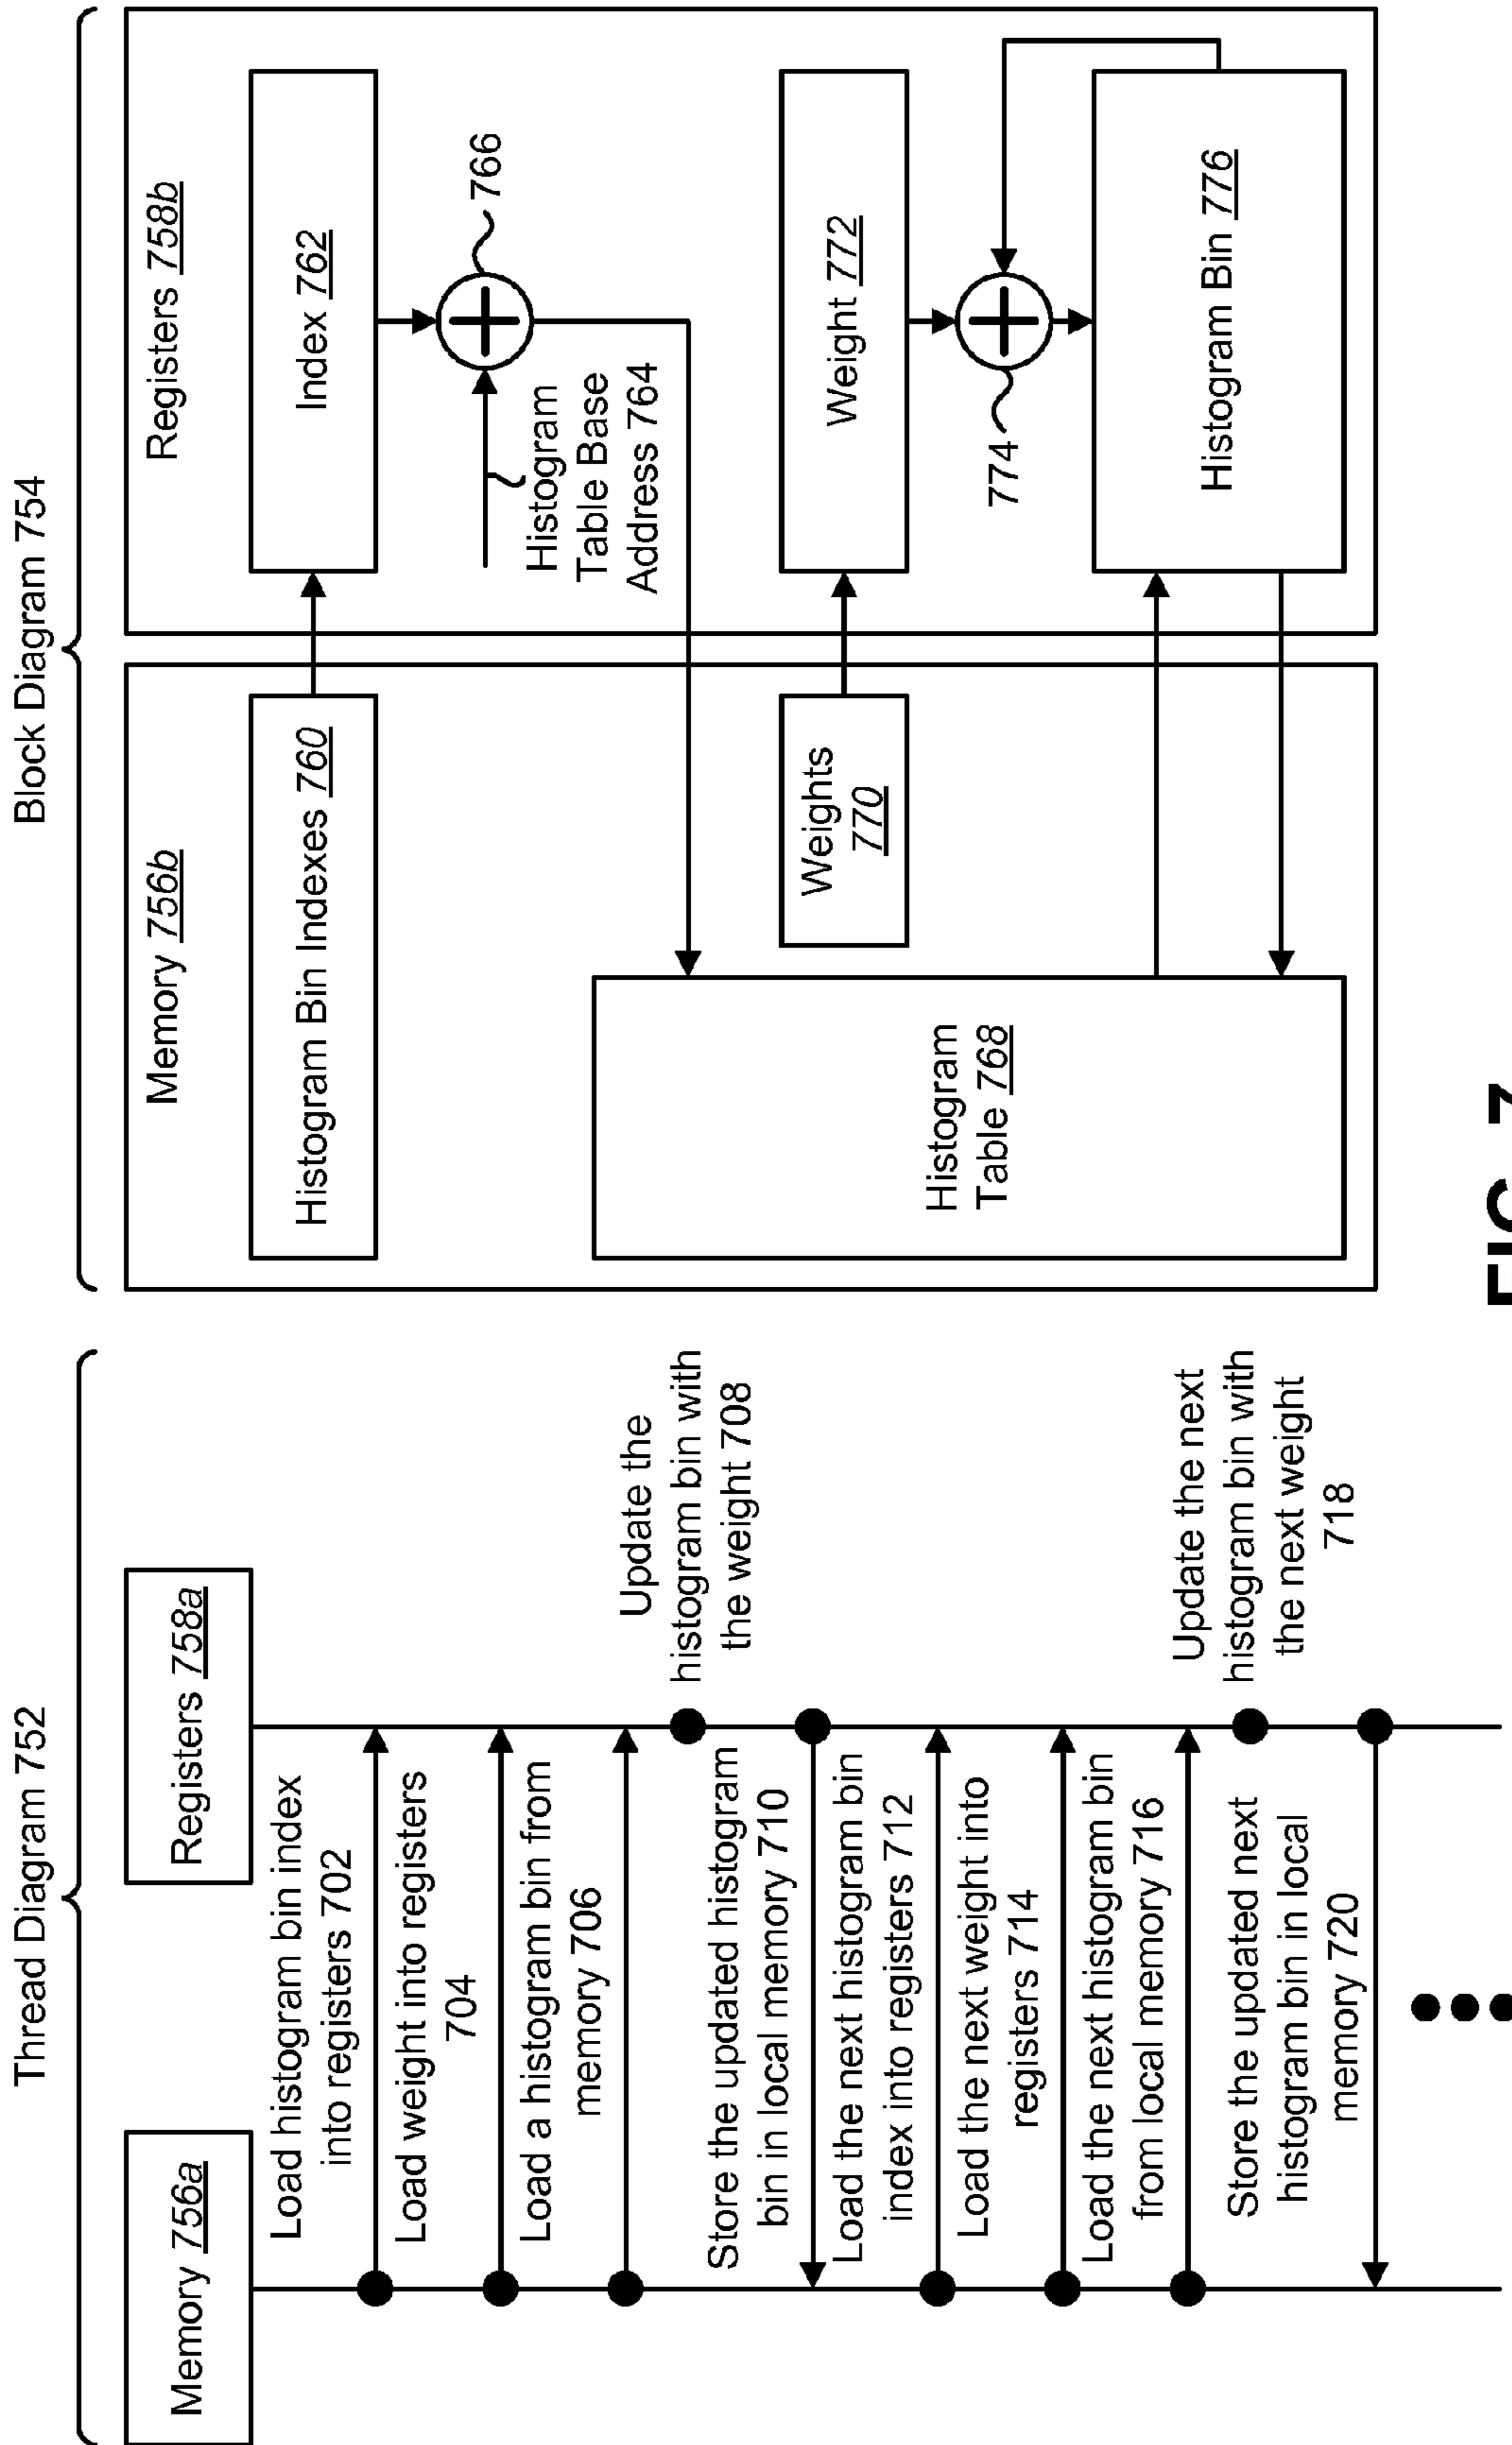 Thread Diagram 752
Memory 756a
Registers 758a
Load histogram bin index
into registers 702
Load weight into registers
704
Load a histogram bin from
memory 706
Update the
histogram bin with
the weight 708
Store the updated histogram
bin in local memory 710
Load the next histogram bin
index into registers 712
Load the next weight into
registers 714
Load the next histogram bin
from local memory 716
Update the next
histogram bin with
the next weight
718
Store the updated next
histogram bin in local
memory 720
Block Diagram 754
Memory 756b
Histogram Bin Indexes 760
Histogram
Table 768
Weights
770
Registers 758b
Index 762
766
Histogram
Table Base
Address 764
Weight 772
774
Histogram Bin 776
FIG. 7